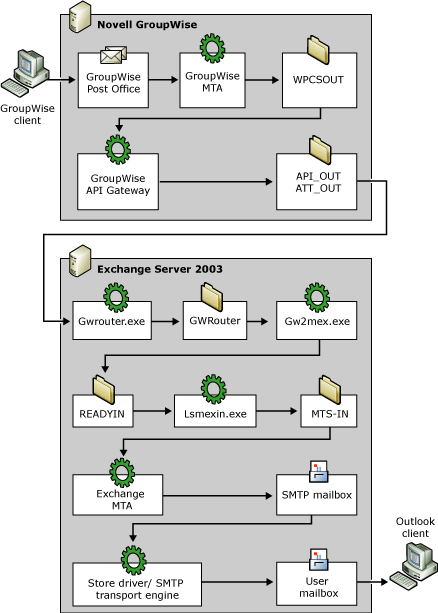 Novell GroupWise
GroupWise
client
GroupWise
Post Office
GroupWise
MTA
WPCSOUT
GroupWise
API Gateway
API_OUT
ATT_OUT
Exchange Server 2003
Gwrouter.exe
GWRouter
Gw2mex.exe
READYIN
Lsmexin.exe
MTS-IN
Exchange
MTA
SMTP mailbox
Outlook
client
Store driver/ SMTP
transport engine
User
mailbox